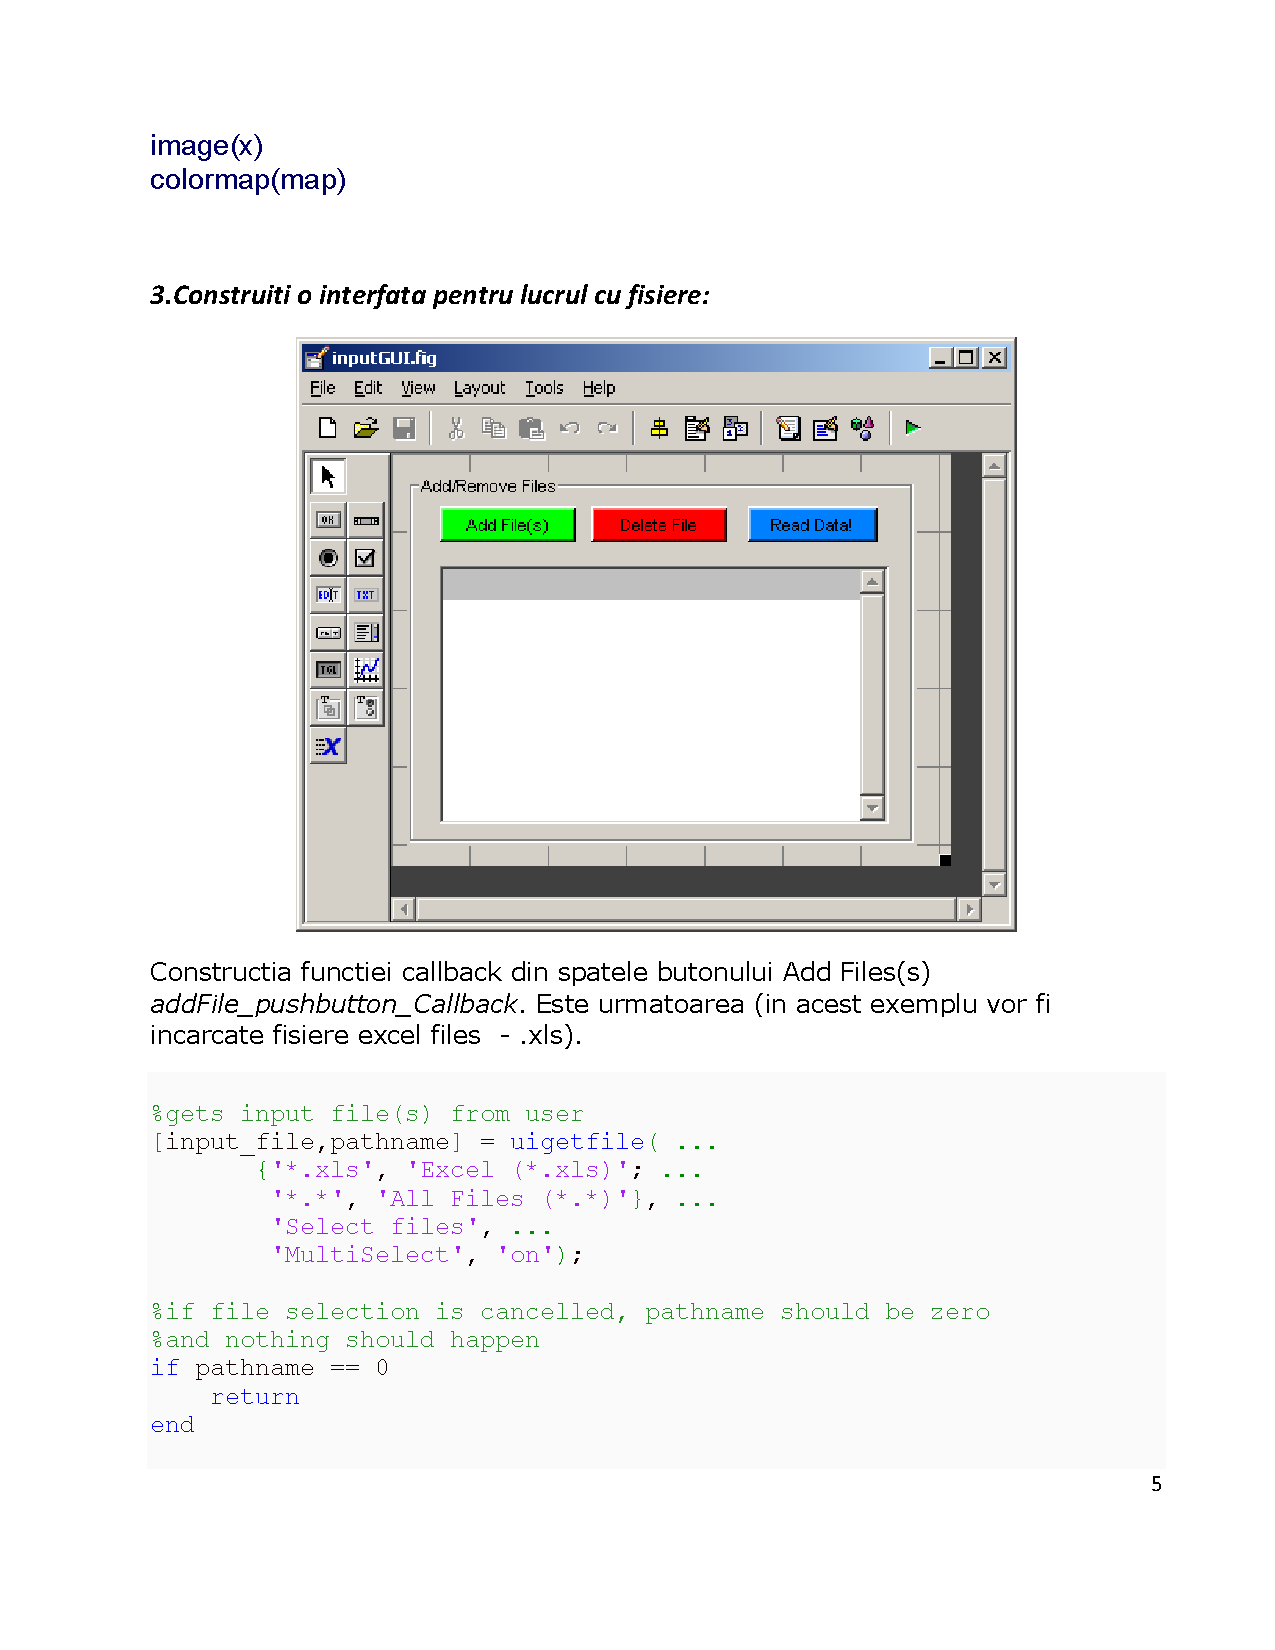 image(x)
colormap(map)
3.Construiti o interfata pentru lucrul cu fisiere:
inputGUI.fig
File Edit View Layout Tools Help
Add/Remove Files
Add File(s) Delete File Read Data!
OK
EDIT TXT
TGL
Constructia functiei callback din spatele butonului Add Files(s)
addFile_pushbutton_Callback. Este urmatoarea (in acest exemplu vor fi
incarcate fisiere excel files  - .xls).
%gets input file(s) from user
[input_file,pathname] = uigetfile( ...
       {'*.xls', 'Excel (*.xls)'; ...
        '*.*', 'All Files (*.*)'}, ...
        'Select files', ...
        'MultiSelect', 'on');
%if file selection is cancelled, pathname should be zero
%and nothing should happen
if pathname == 0
    return
end
5